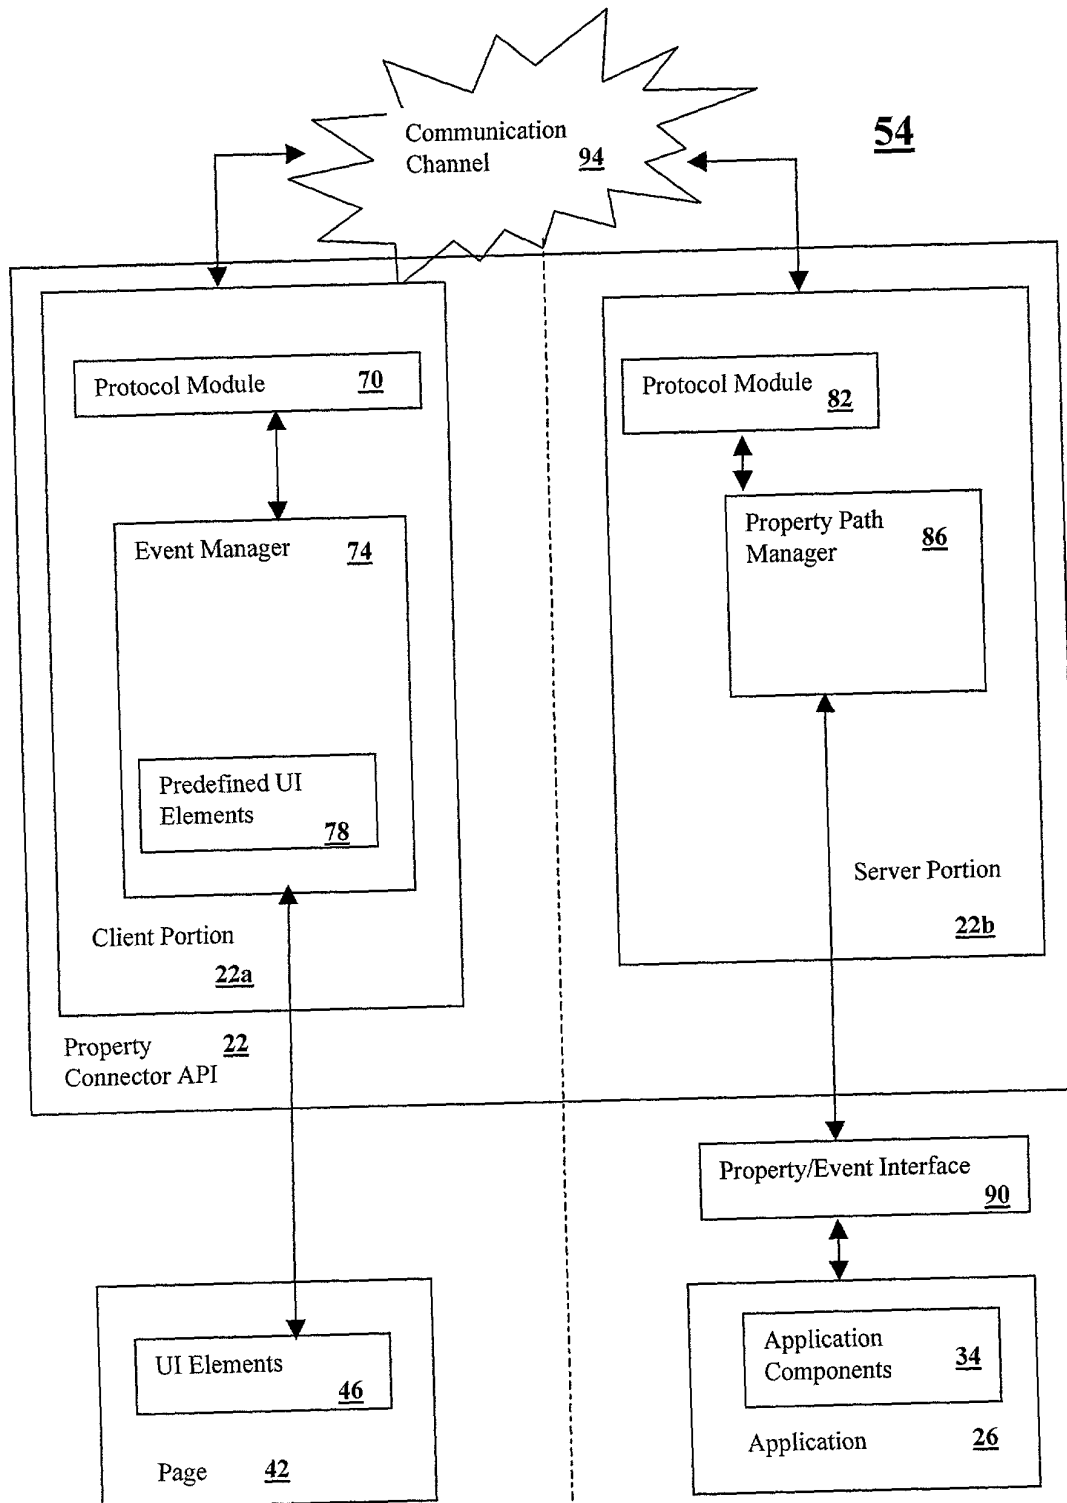 Communication
Channel 94
54
Protocol Module 70
Event Manager 74
Predefined UI
Elements 78
Client Portion
22a
Property 22
Connector API
UI Elements
46
Page 42
Protocol Module 82
Property Path 86
Manager
Server Portion
22b
Property/Event Interface
90
Application
Components 34
Application 26